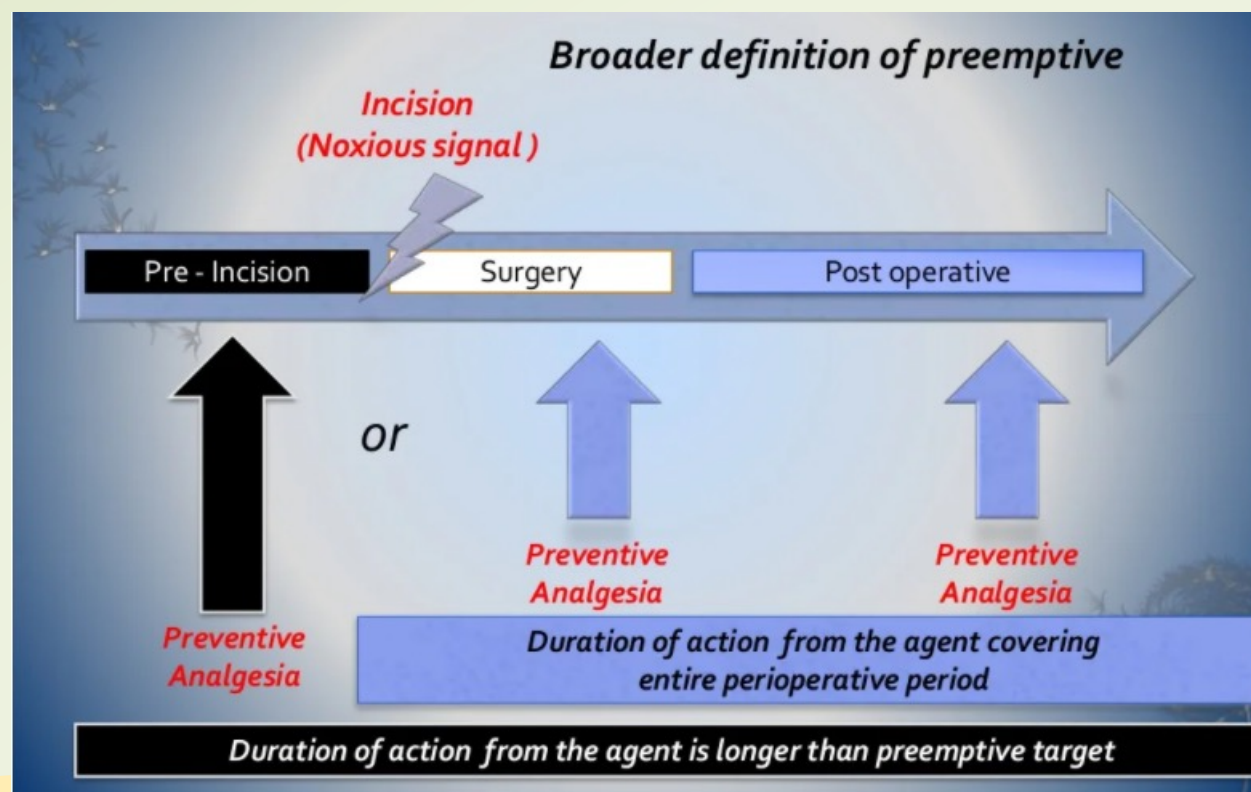 Broader definition of preemptive
Incision
(Noxious signal )
Pre - Incision
Surgery
Post operative
or
Preventive
Analgesia
Preventive
Analgesia
Preventive
Analgesia
Duration of action from the agent covering
entire perioperative period
Duration of action from the agent is longer than preemptive target